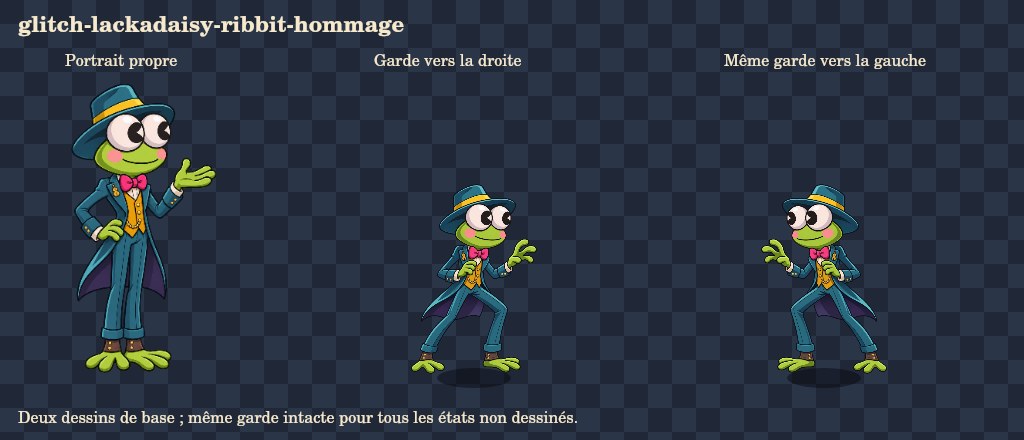 glitch-lackadaisy-ribbit-hommage
Portrait propre
Garde vers la droite
Même garde vers la gauche
Deux dessins de base ; même garde intacte pour tous les états non dessinés.